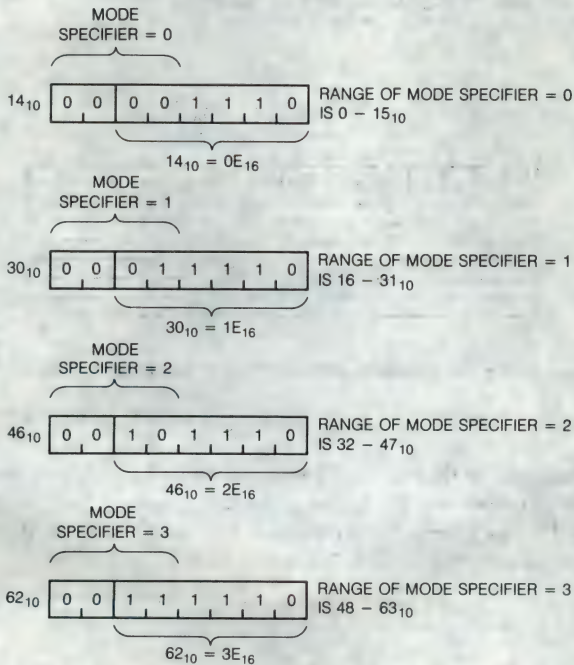 MODE
SPECIFIER = 0
14₁₀ 0 0 0 0 1 1 1 0 RANGE OF MODE SPECIFIER = 0
IS 0 – 15₁₀
14₁₀ = 0E₁₆
MODE
SPECIFIER = 1
30₁₀ 0 0 0 1 1 1 1 0 RANGE OF MODE SPECIFIER = 1
IS 16 – 31₁₀
30₁₀ = 1E₁₆
MODE
SPECIFIER = 2
46₁₀ 0 0 1 0 1 1 1 0 RANGE OF MODE SPECIFIER = 2
IS 32 – 47₁₀
46₁₀ = 2E₁₆
MODE
SPECIFIER = 3
62₁₀ 0 0 1 1 1 1 1 0 RANGE OF MODE SPECIFIER = 3
IS 48 – 63₁₀
62₁₀ = 3E₁₆